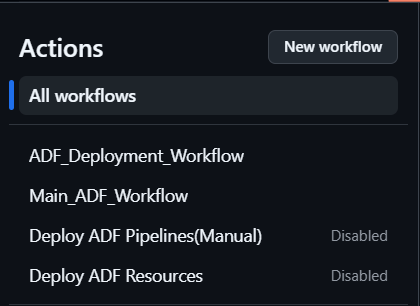 Actions
New workflow
All workflows
ADF_Deployment_Workflow
Main_ADF_Workflow
Deploy ADF Pipelines(Manual) Disabled
Deploy ADF Resources Disabled